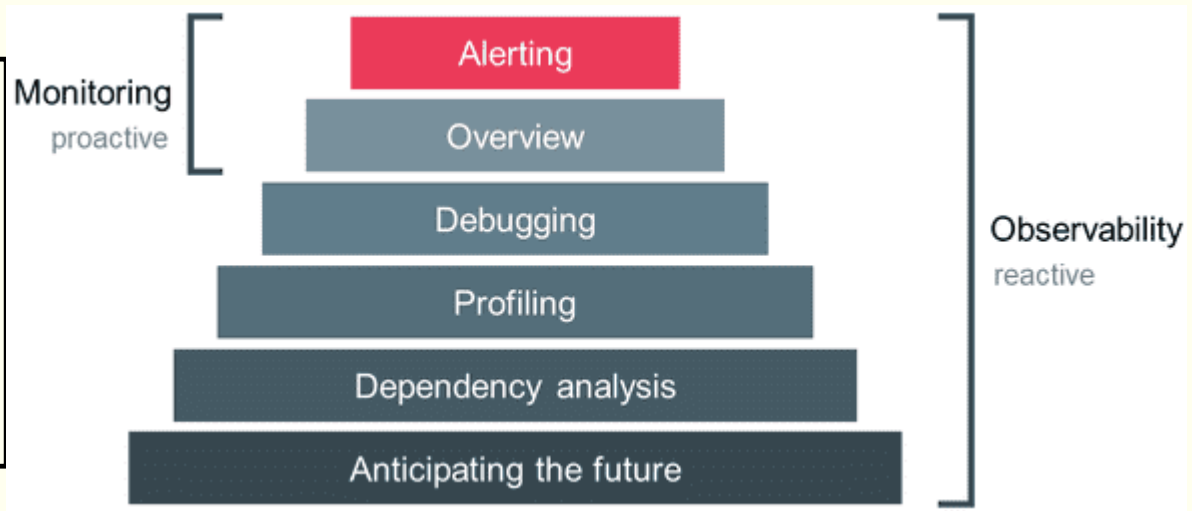 Alerting
Monitoring
proactive
Overview
Debugging
Observability
reactive
Profiling
Dependency analysis
Anticipating the future